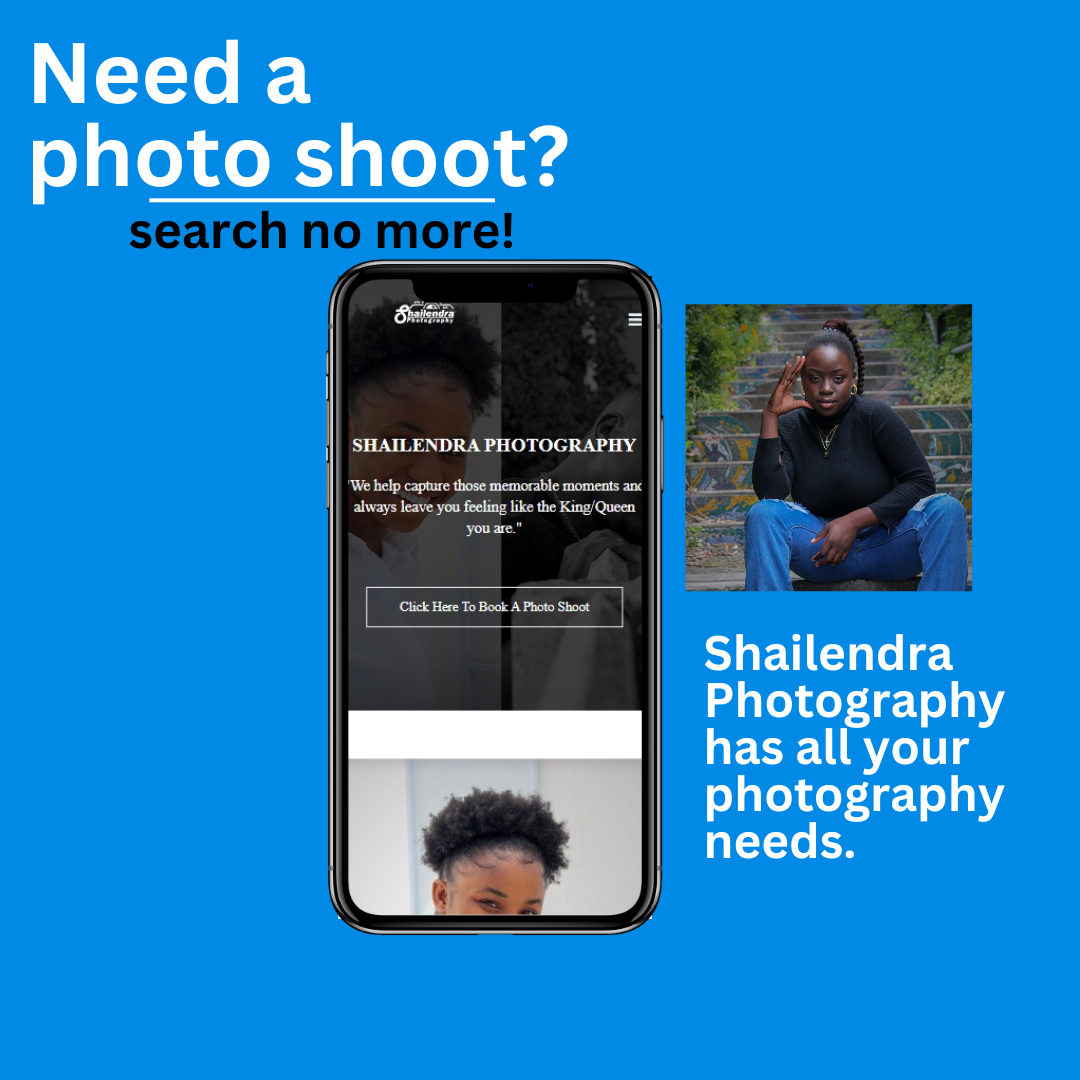 Need a
photo shoot?
search no more!
Shailendra
Photography
SHAILENDRA PHOTOGRAPHY
"We help capture those memorable moments and
always leave you feeling like the King/Queen
you are."
Click Here To Book A Photo Shoot
Shailendra
Photography
has all your
photography
needs.